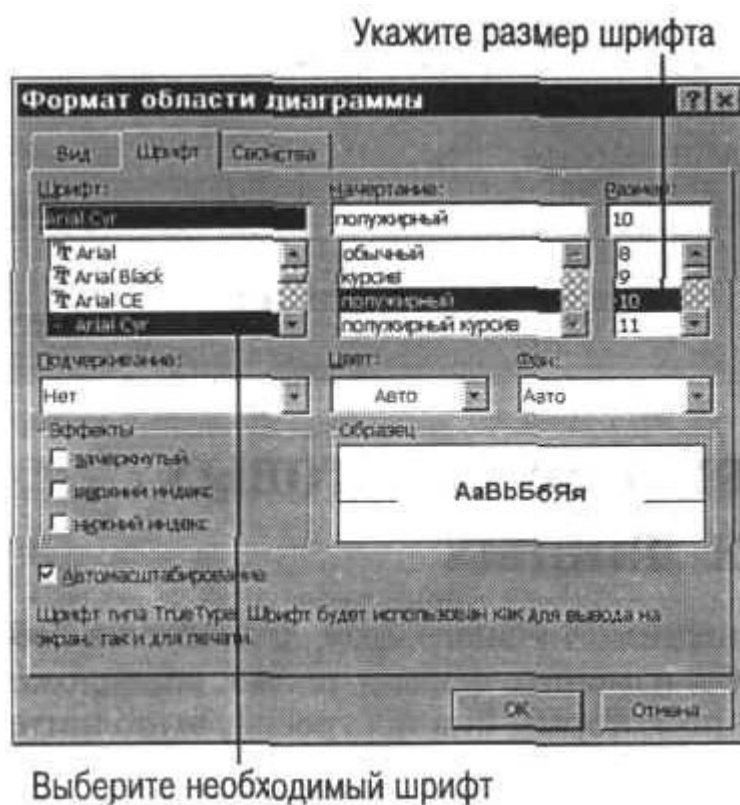 Укажите размер шрифта
Формат области диаграммы
Вид Шрифт Свойства
Шрифт: Начертание: Размер:
Arial Cyr полужирный 10
Arial обычный 8
Arial Black курсив 9
Arial CE полужирный 10
Arial Cyr полужирный курсив 11
Подчеркивание: Цвет: Фон:
Нет Авто Авто
Эффекты Образец
зачеркнутый
верхний индекс АаВbБбЯя
нижний индекс
Автомасштабирование
Шрифт типа TrueType. Шрифт будет использован как для вывода на
экран, так и для печати.
ОК Отмена
Выберите необходимый шрифт